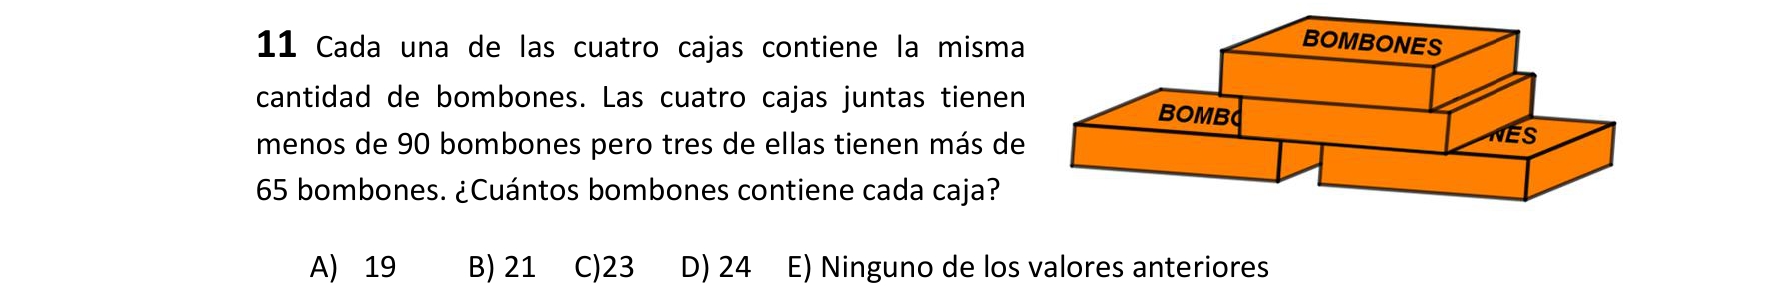 BOMBONES
11 Cada una de las cuatro cajas contiene la misma
cantidad de bombones. Las cuatro cajas juntas tienen
BOMBO
menos de 90 bombones pero tres de ellas tienen más de
NES
65 bombones. ¿Cuántos bombones contiene cada caja?
A) 19 B) 21 C)23 D) 24 E) Ninguno de los valores anteriores